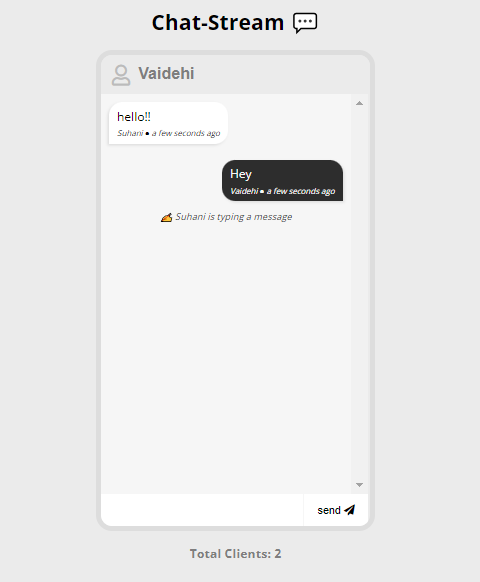 Chat-Stream 💬
Vaidehi
hello!!
Suhani ● a few seconds ago
Hey
Vaidehi ● a few seconds ago
✍️ Suhani is typing a message
send
Total Clients: 2